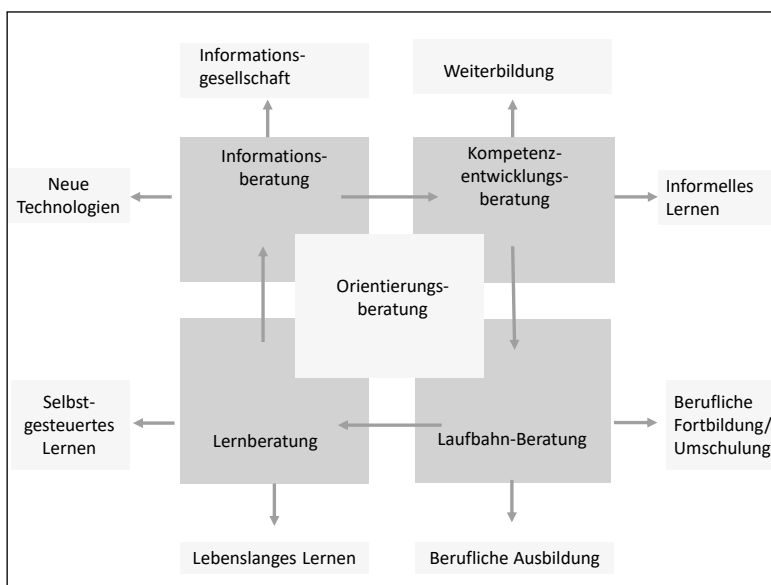 Informations-
gesellschaft
Weiterbildung
Informations-
beratung
Kompetenz-
entwicklungs-
beratung
Neue
Technologien
Informelles
Lernen
Orientierungs-
beratung
Selbst-
gesteuertes
Lernen
Lernberatung
Laufbahn-Beratung
Berufliche
Fortbildung/
Umschulung
Lebenslanges Lernen
Berufliche Ausbildung